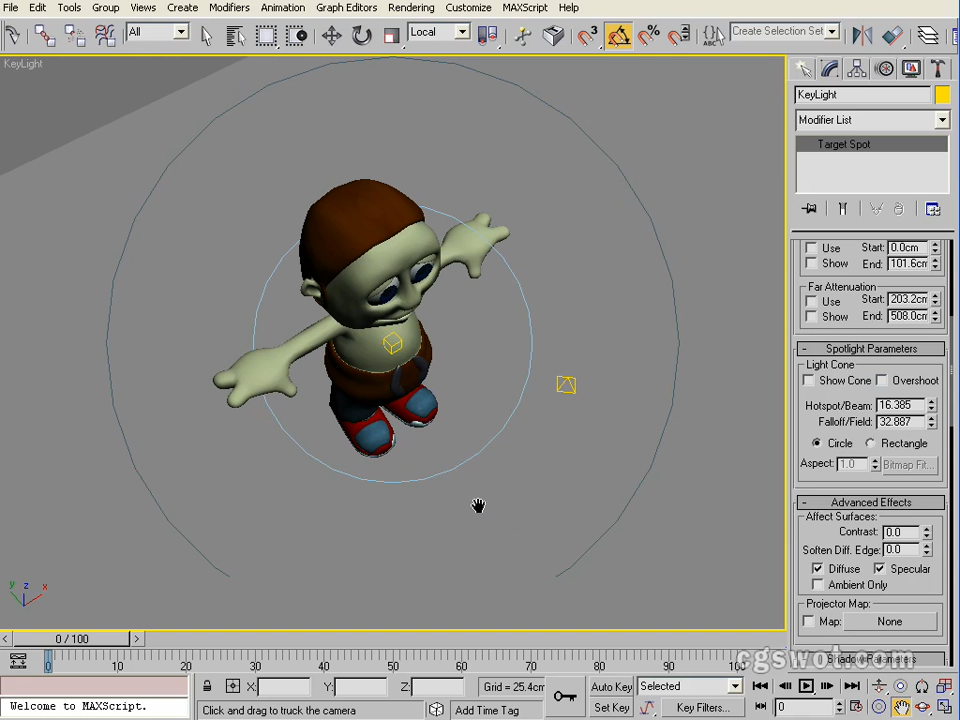 File Edit Tools Group Views Create Modifiers Animation Graph Editors Rendering Customize MAXScript Help
All Local 3 % ABC Create Selection Set
KeyLight
KeyLight
Modifier List
Target Spot
Use Start: 0.0cm
Show End: 101.6cm
Far Attenuation
Use Start: 203.2cm
Show End: 508.0cm
- Spotlight Parameters
Light Cone
Show Cone Overshoot
Hotspot/Beam: 16.385
Falloff/Field: 32.887
Circle Rectangle
Aspect: 1.0 Bitmap Fit...
- Advanced Effects
Affect Surfaces:
Contrast: 0.0
Soften Diff. Edge: 0.0
Diffuse Specular
Ambient Only
Projector Map:
Map: None
Shadow Parameters
cgswot.com
y z x
< 0 / 100 >
0 10 20 30 40 50 60 70 80 90 100
X: Y: Z: Grid = 25.4cm Auto Key Selected
Welcome to MAXScript. Click and drag to truck the camera Add Time Tag Set Key Key Filters... 0